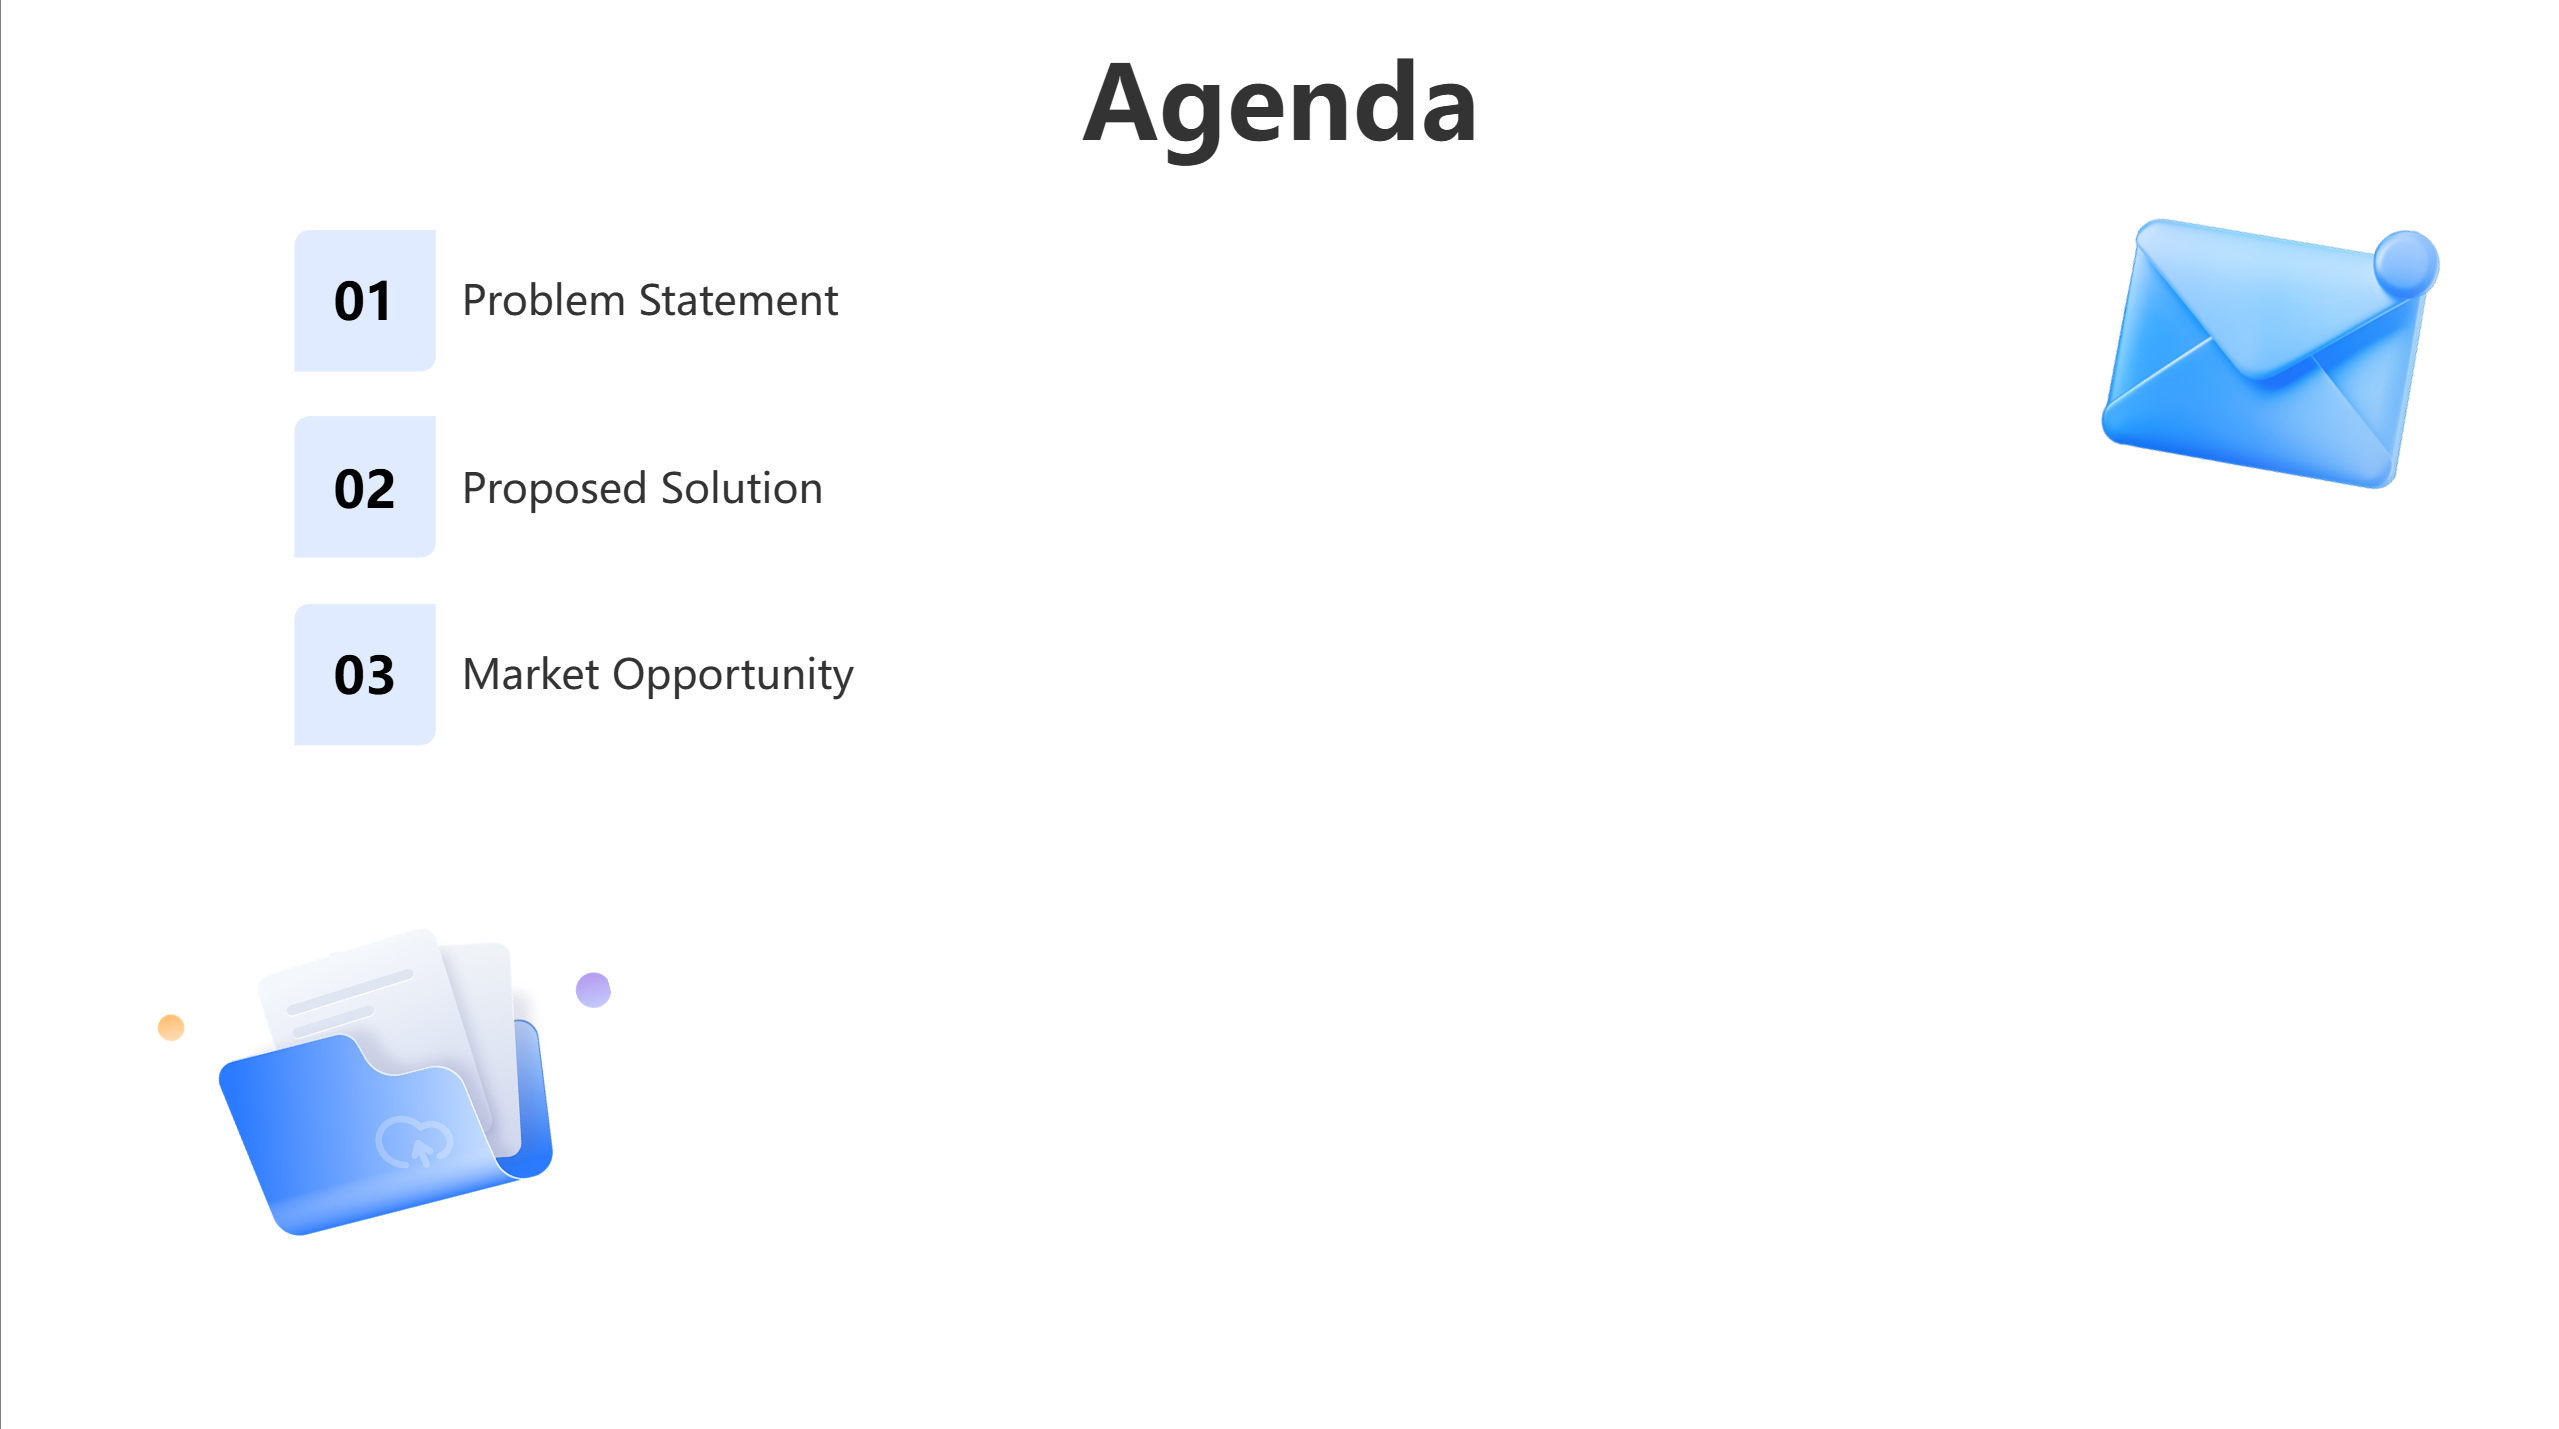 Agenda
01
Problem Statement
02
Proposed Solution
03
Market Opportunity